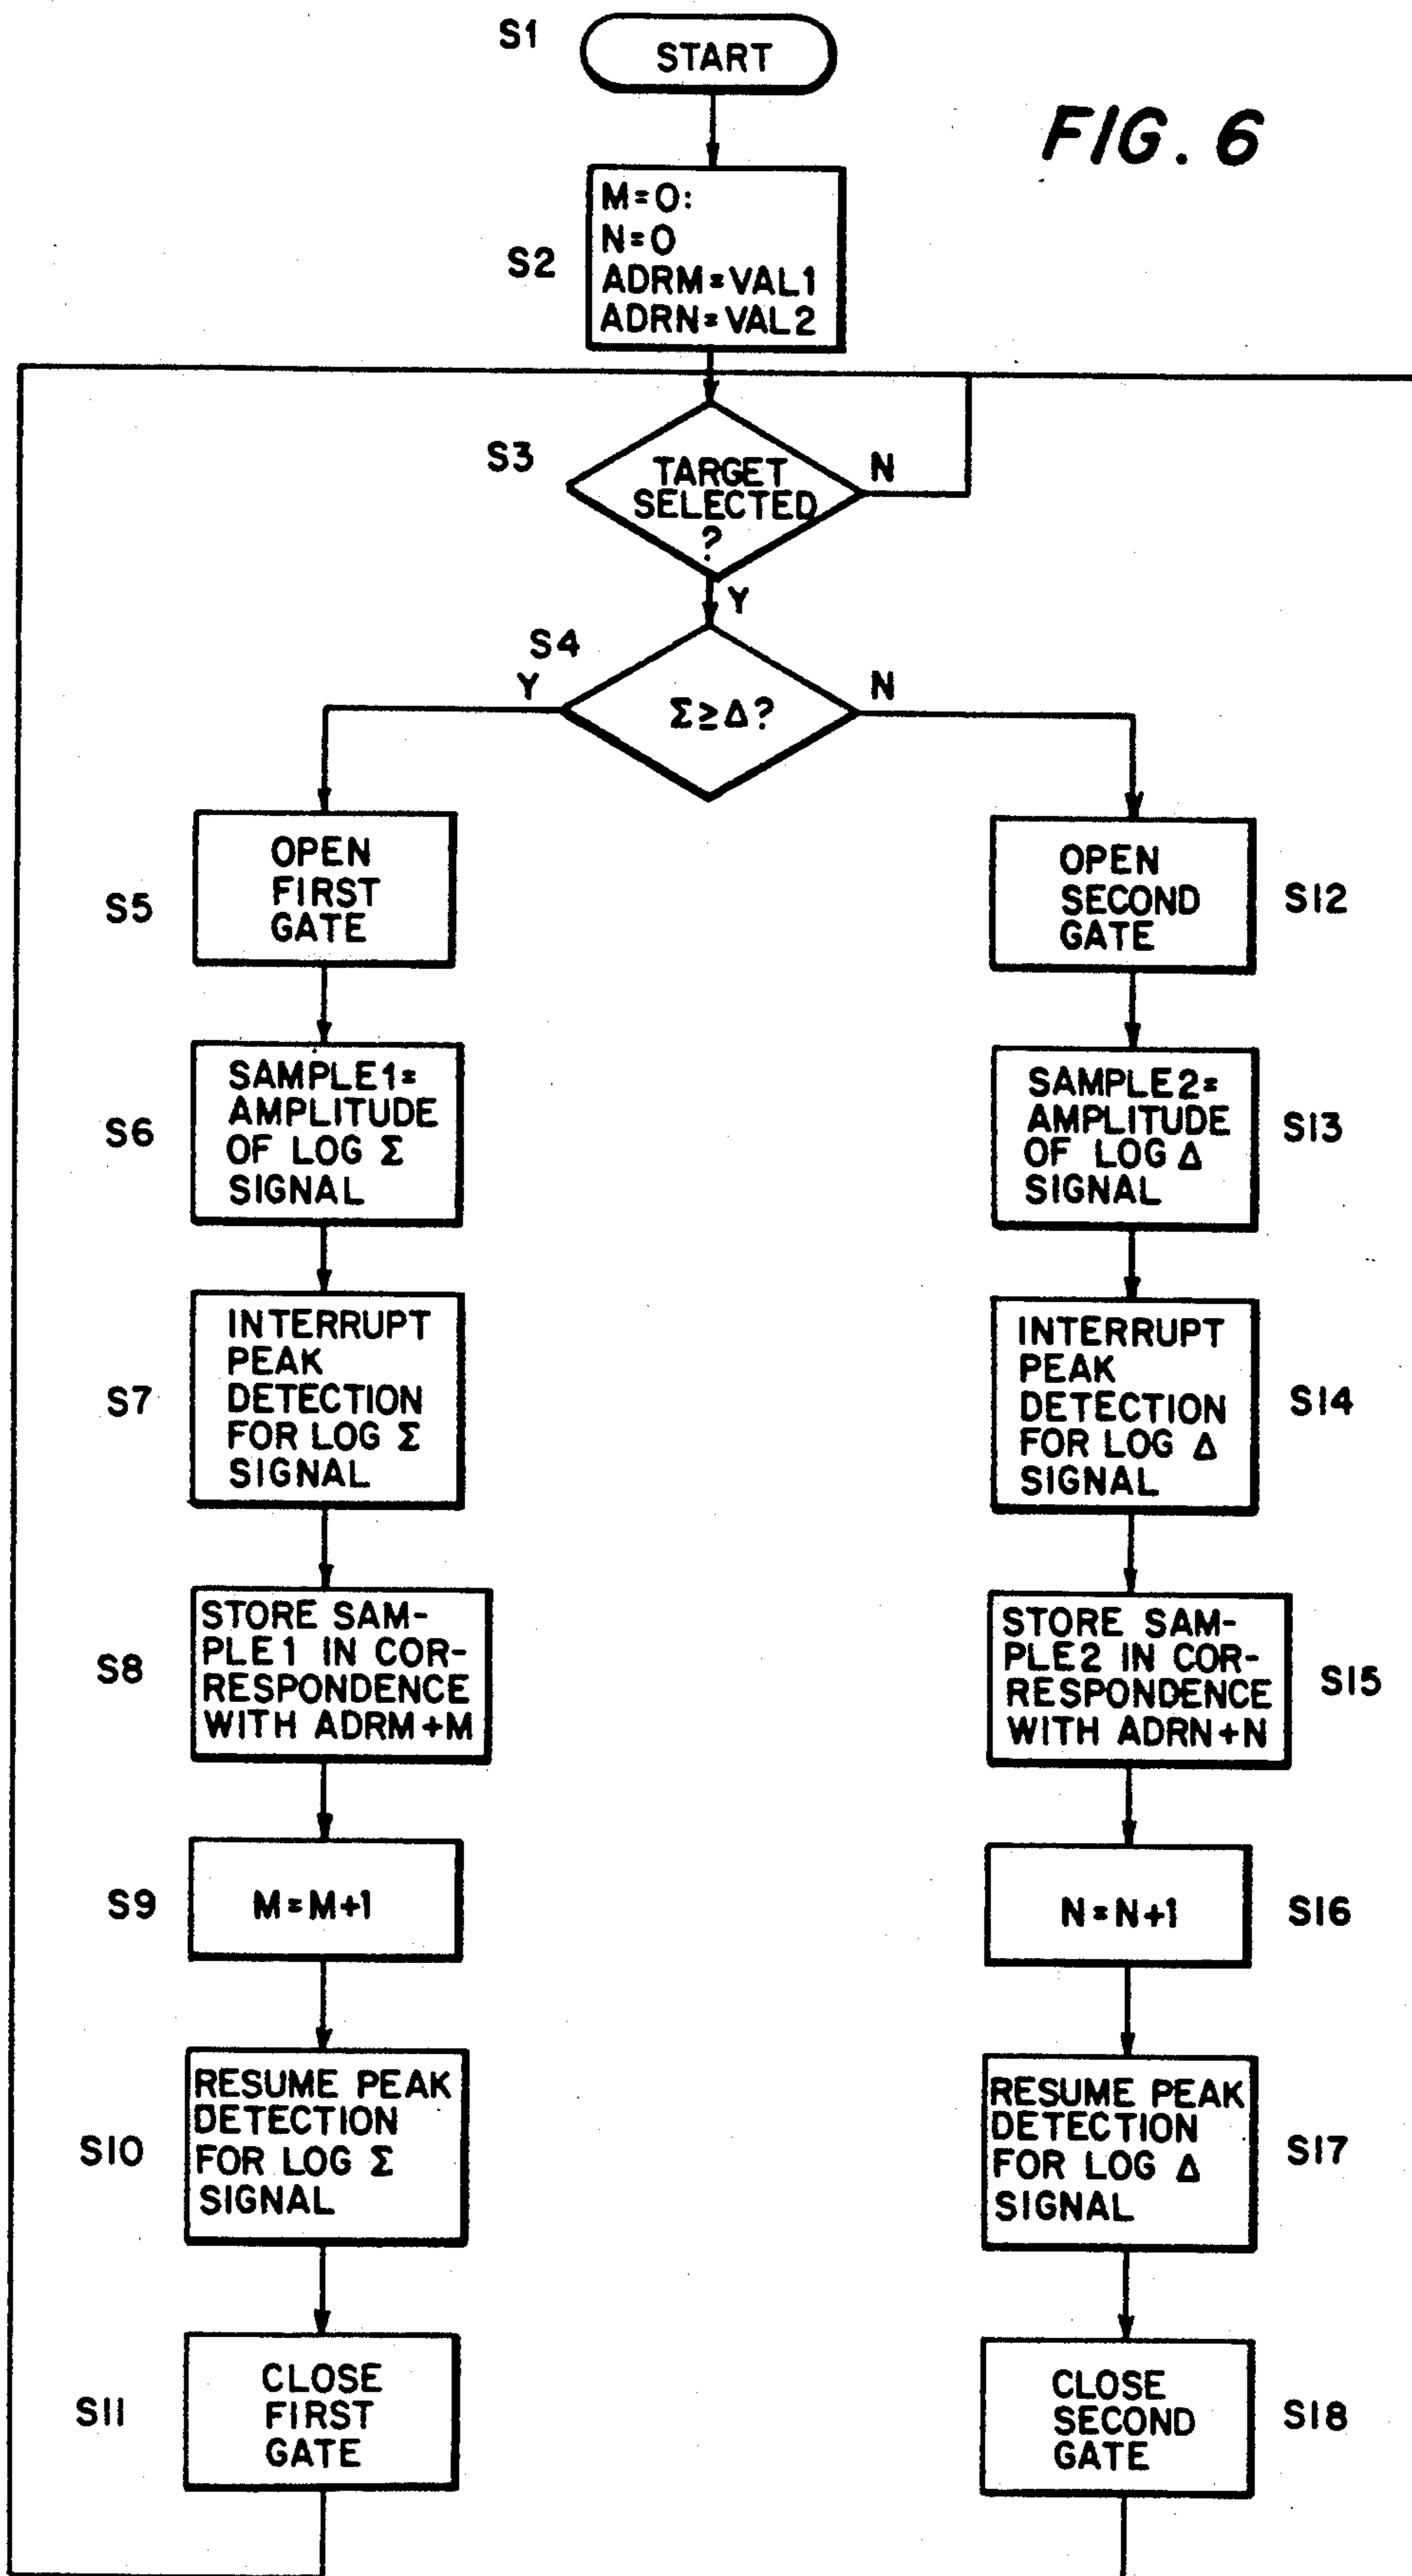 S1
START
FIG. 6
S2
M=0:
N=0
ADRM=VAL1
ADRN=VAL2
S3
TARGET
SELECTED
?
N
Y
S4
Y
Σ≥Δ?
N
S5
OPEN
FIRST
GATE
OPEN
SECOND
GATE
S12
S6
SAMPLE1=
AMPLITUDE
OF LOG Σ
SIGNAL
SAMPLE2=
AMPLITUDE
OF LOG Δ
SIGNAL
S13
S7
INTERRUPT
PEAK
DETECTION
FOR LOG Σ
SIGNAL
INTERRUPT
PEAK
DETECTION
FOR LOG Δ
SIGNAL
S14
S8
STORE SAM-
PLE1 IN COR-
RESPONDENCE
WITH ADRM+M
STORE SAM-
PLE2 IN COR-
RESPONDENCE
WITH ADRN+N
S15
S9
M=M+1
N=N+1
S16
S10
RESUME PEAK
DETECTION
FOR LOG Σ
SIGNAL
RESUME PEAK
DETECTION
FOR LOG Δ
SIGNAL
S17
S11
CLOSE
FIRST
GATE
CLOSE
SECOND
GATE
S18